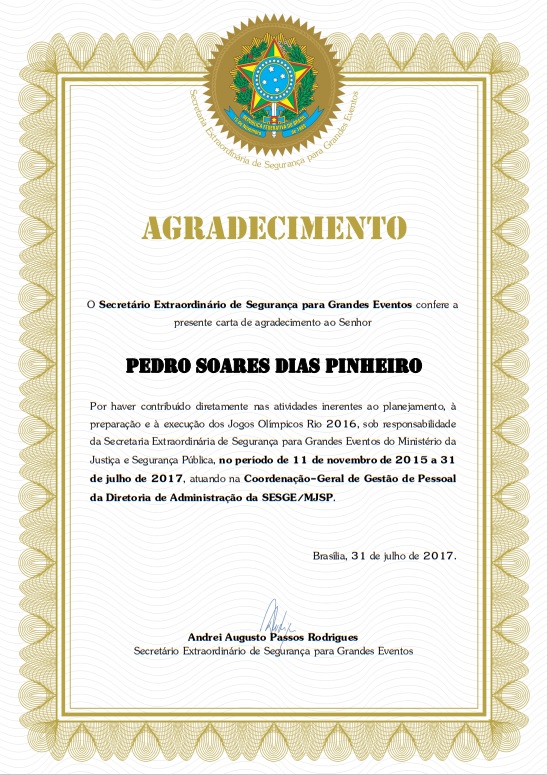 REPÚBLICA FEDERATIVA DO BRASIL
15 de Novembro de 1889
Secretaria Extraordinária de Segurança para Grandes Eventos
AGRADECIMENTO
O Secretário Extraordinário de Segurança para Grandes Eventos confere a
presente carta de agradecimento ao Senhor
PEDRO SOARES DIAS PINHEIRO
Por haver contribuído diretamente nas atividades inerentes ao planejamento, à
preparação e à execução dos Jogos Olímpicos Rio 2016, sob responsabilidade
da Secretaria Extraordinária de Segurança para Grandes Eventos do Ministério da
Justiça e Segurança Pública, no período de 11 de novembro de 2015 a 31
de julho de 2017, atuando na Coordenação-Geral de Gestão de Pessoal
da Diretoria de Administração da SESGE/MJSP.
Brasília, 31 de julho de 2017.
Andrei Augusto Passos Rodrigues
Secretário Extraordinário de Segurança para Grandes Eventos